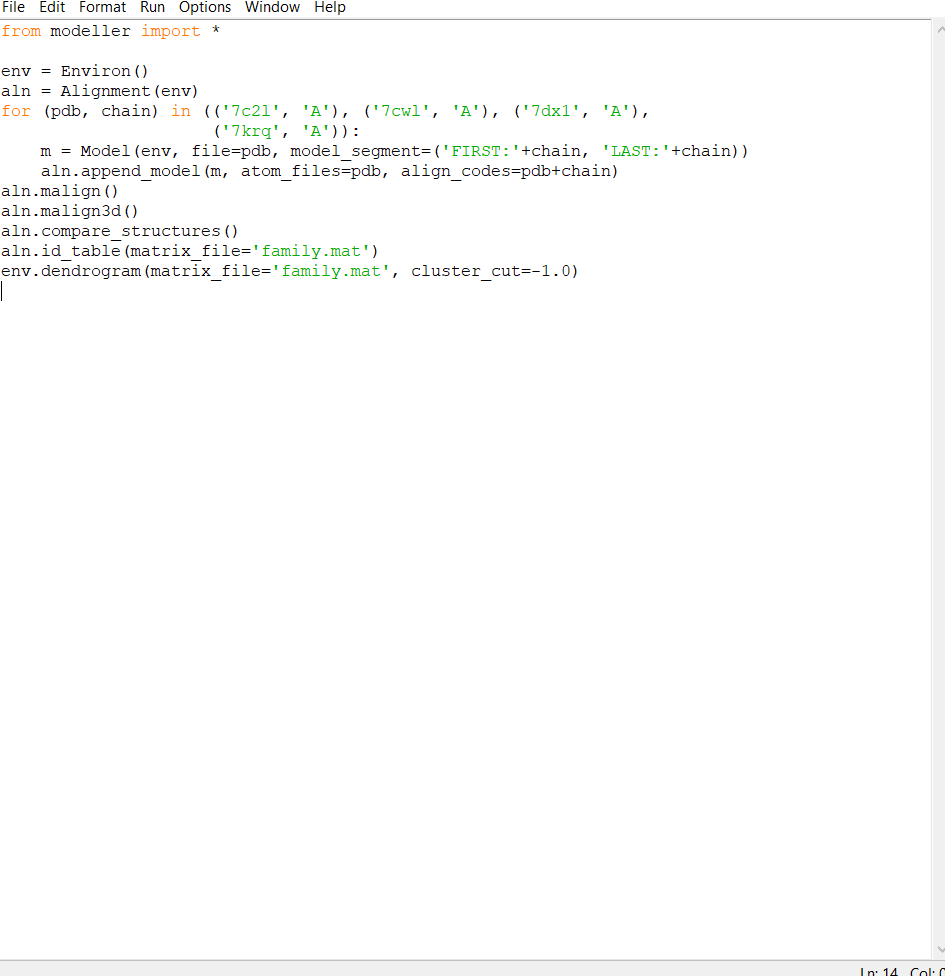 File Edit Format Run Options Window Help
from modeller import *
env = Environ()
aln = Alignment(env)
for (pdb, chain) in (('7c2l', 'A'), ('7cwl', 'A'), ('7dx1', 'A'),
('7krq', 'A')):
m = Model(env, file=pdb, model_segment=('FIRST:'+chain, 'LAST:'+chain))
aln.append_model(m, atom_files=pdb, align_codes=pdb+chain)
aln.malign()
aln.malign3d()
aln.compare_structures()
aln.id_table(matrix_file='family.mat')
env.dendrogram(matrix_file='family.mat', cluster_cut=-1.0)
Ln: 14 Col: 0